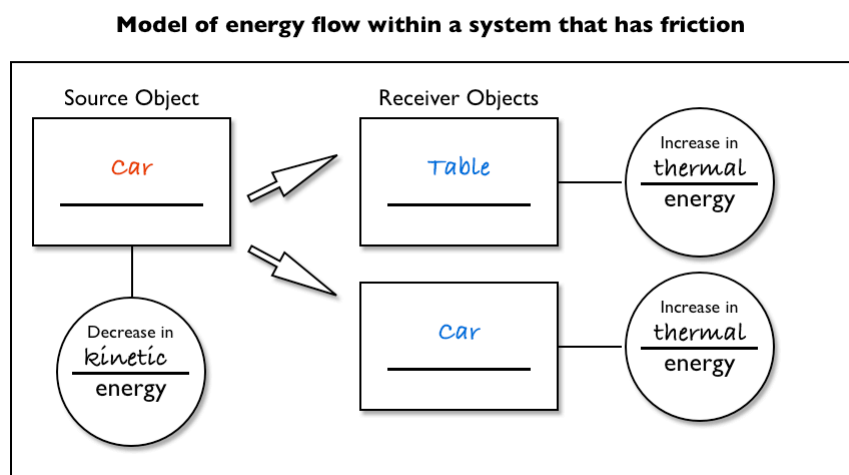 Model of energy flow within a system that has friction
Source Object
Receiver Objects
Car
Table
Increase in
thermal
energy
Car
Increase in
thermal
energy
Decrease in
kinetic
energy